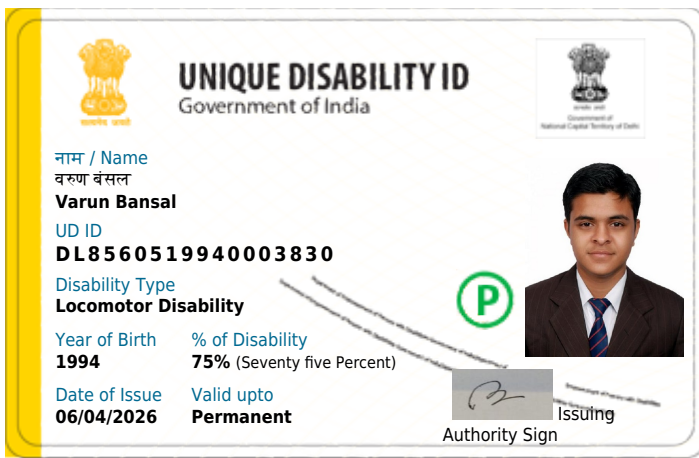 UNIQUE DISABILITY ID
Government of India
सत्यमेव जयते
Government of
National Capital Territory of Delhi
नाम / Name
वरुण बंसल
Varun Bansal
UD ID
DL8560519940003830
Disability Type
Locomotor Disability
P
Year of Birth % of Disability
1994 75% (Seventy five Percent)
Date of Issue Valid upto
06/04/2026 Permanent
Issuing
Authority Sign